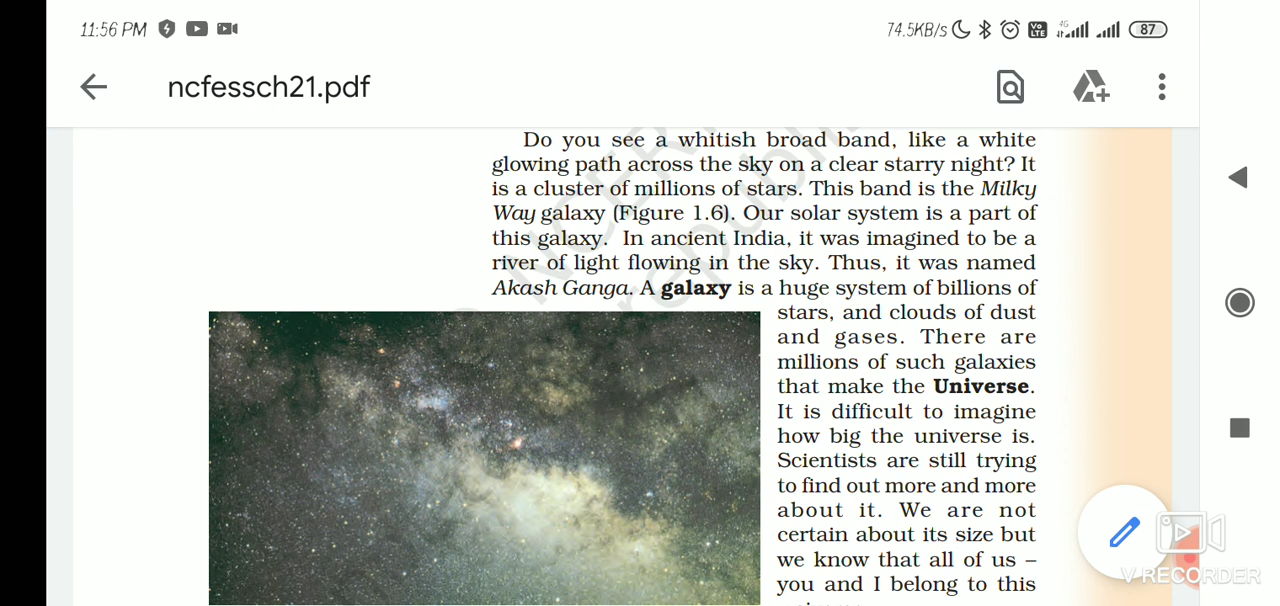 11:56 PM
74.5KB/s
Vo LTE
4G
87
ncfessch21.pdf
Do you see a whitish broad band, like a white
glowing path across the sky on a clear starry night? It
is a cluster of millions of stars. This band is the Milky
Way galaxy (Figure 1.6). Our solar system is a part of
this galaxy. In ancient India, it was imagined to be a
river of light flowing in the sky. Thus, it was named
Akash Ganga. A galaxy is a huge system of billions of
stars, and clouds of dust
and gases. There are
millions of such galaxies
that make the Universe.
It is difficult to imagine
how big the universe is.
Scientists are still trying
to find out more and more
about it. We are not
certain about its size but
we know that all of us –
you and I belong to this
V RECORDER